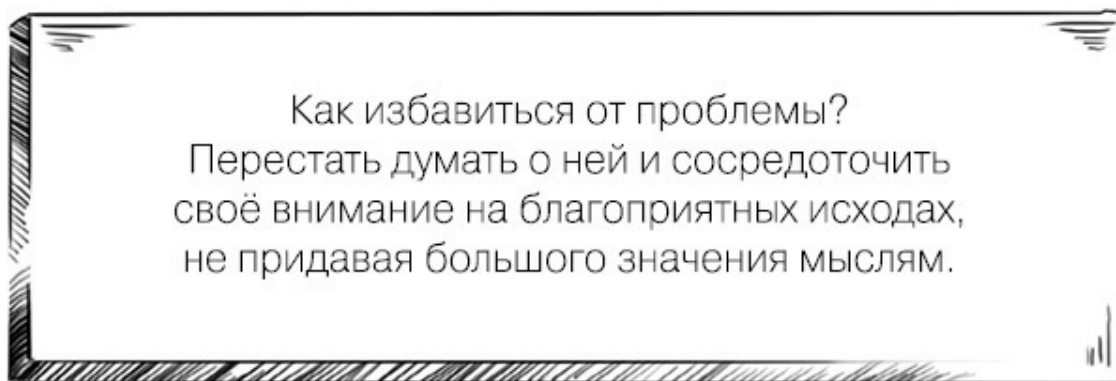 Как избавиться от проблемы?
Перестать думать о ней и сосредоточить
своё внимание на благоприятных исходах,
не придавая большого значения мыслям.